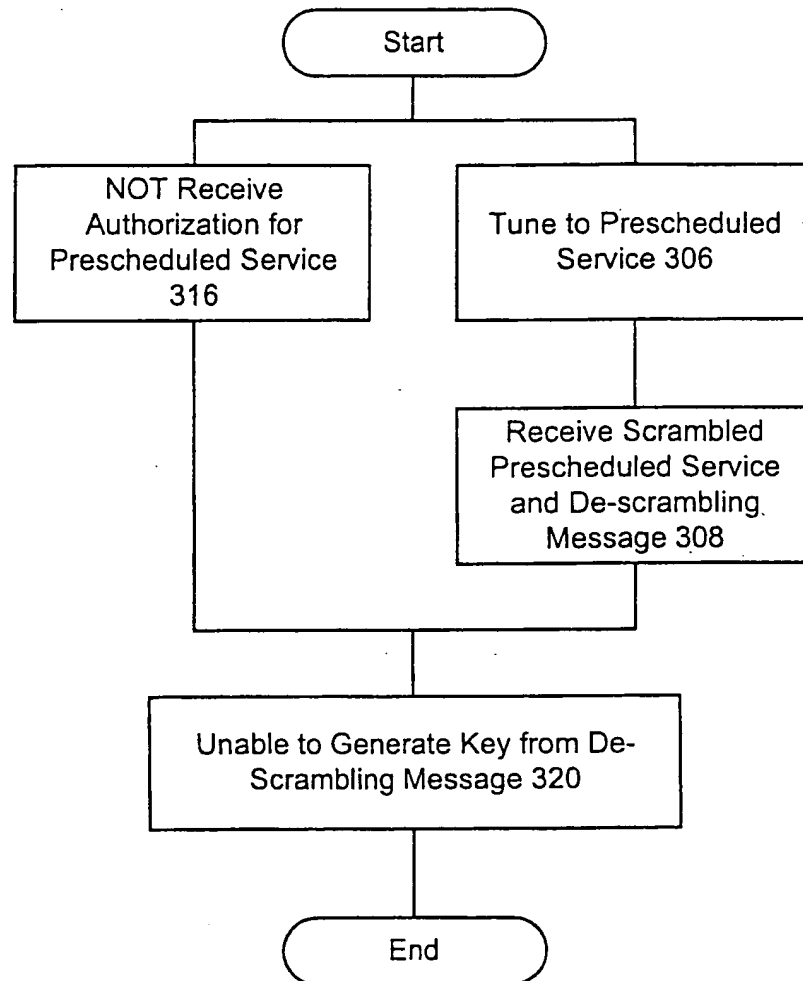 Start
NOT Receive
Authorization for
Prescheduled Service
316
Tune to Prescheduled
Service 306
Receive Scrambled
Prescheduled Service
and De-scrambling
Message 308
Unable to Generate Key from De-
Scrambling Message 320
End